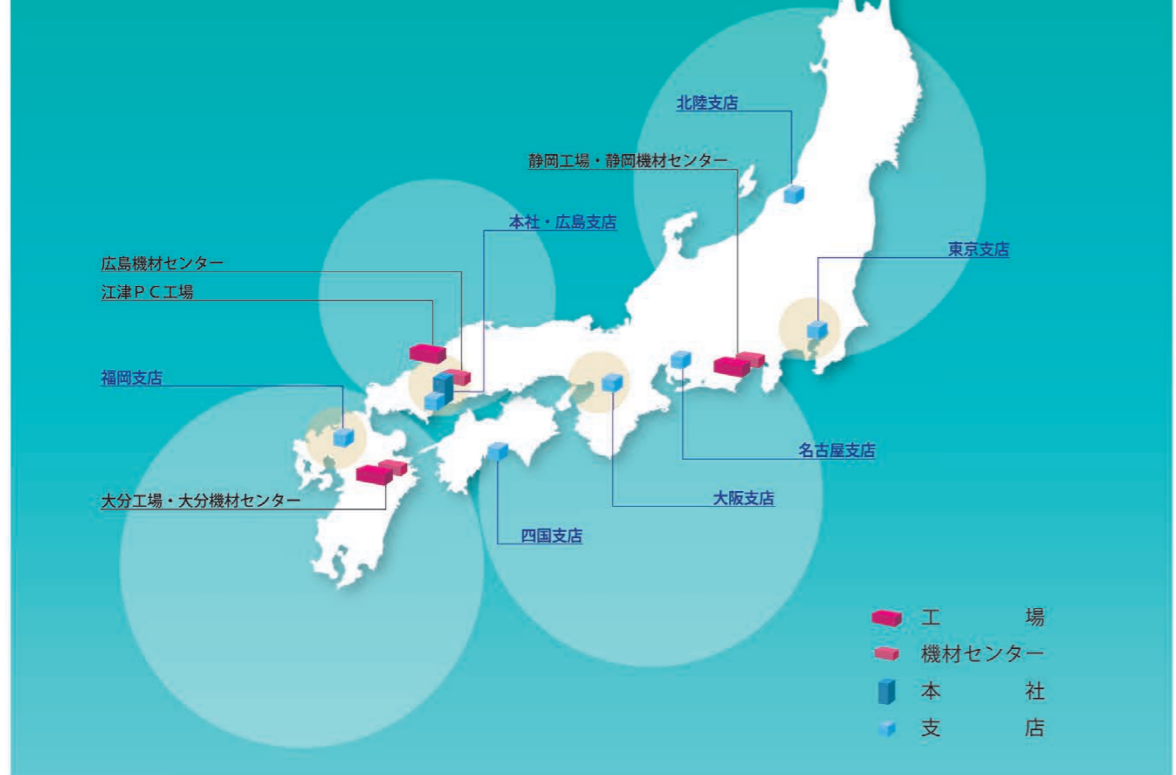 北陸支店
静岡工場・静岡機材センター
本社・広島支店
東京支店
広島機材センター
江津ＰＣ工場
福岡支店
名古屋支店
大分工場・大分機材センター
大阪支店
四国支店
工場
機材センター
本社
支店